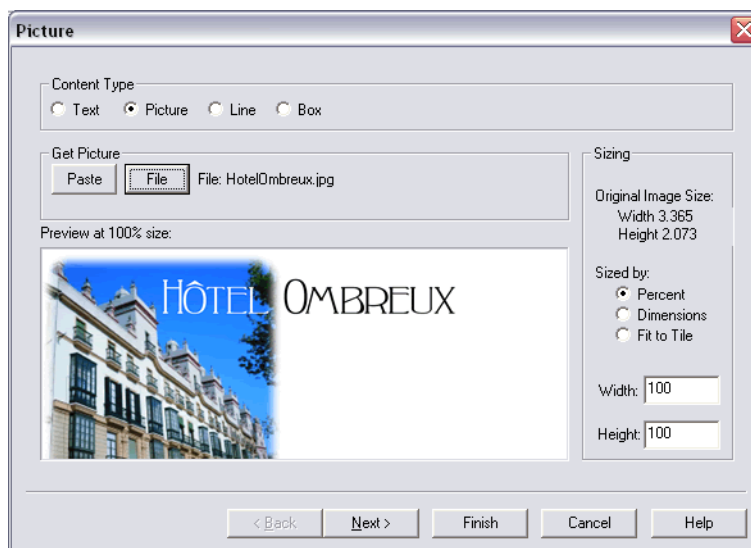 Picture
Content Type
Text Picture Line Box
Get Picture
Paste File File: HotelOmbreux.jpg
Preview at 100% size:
HÔTEL OMBREUX
Sizing
Original Image Size:
Width 3.365
Height 2.073
Sized by:
Percent
Dimensions
Fit to Tile
Width: 100
Height: 100
< Back Next > Finish Cancel Help